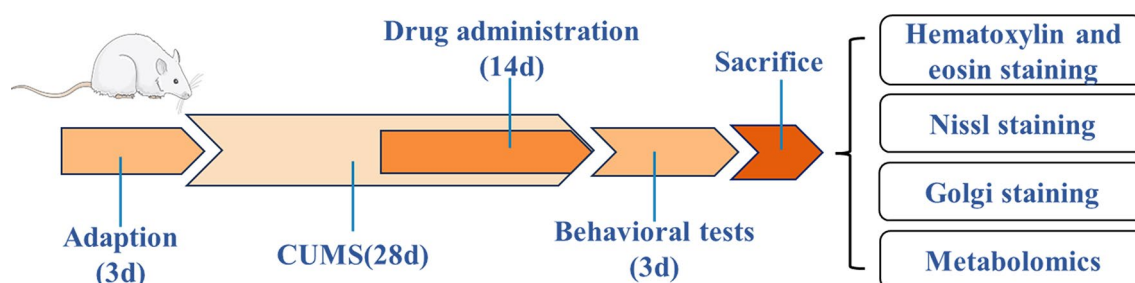 Drug administration
(14d)
Sacrifice
Adaption
(3d)
CUMS(28d)
Behavioral tests
(3d)
Hematoxylin and
eosin staining
Nissl staining
Golgi staining
Metabolomics